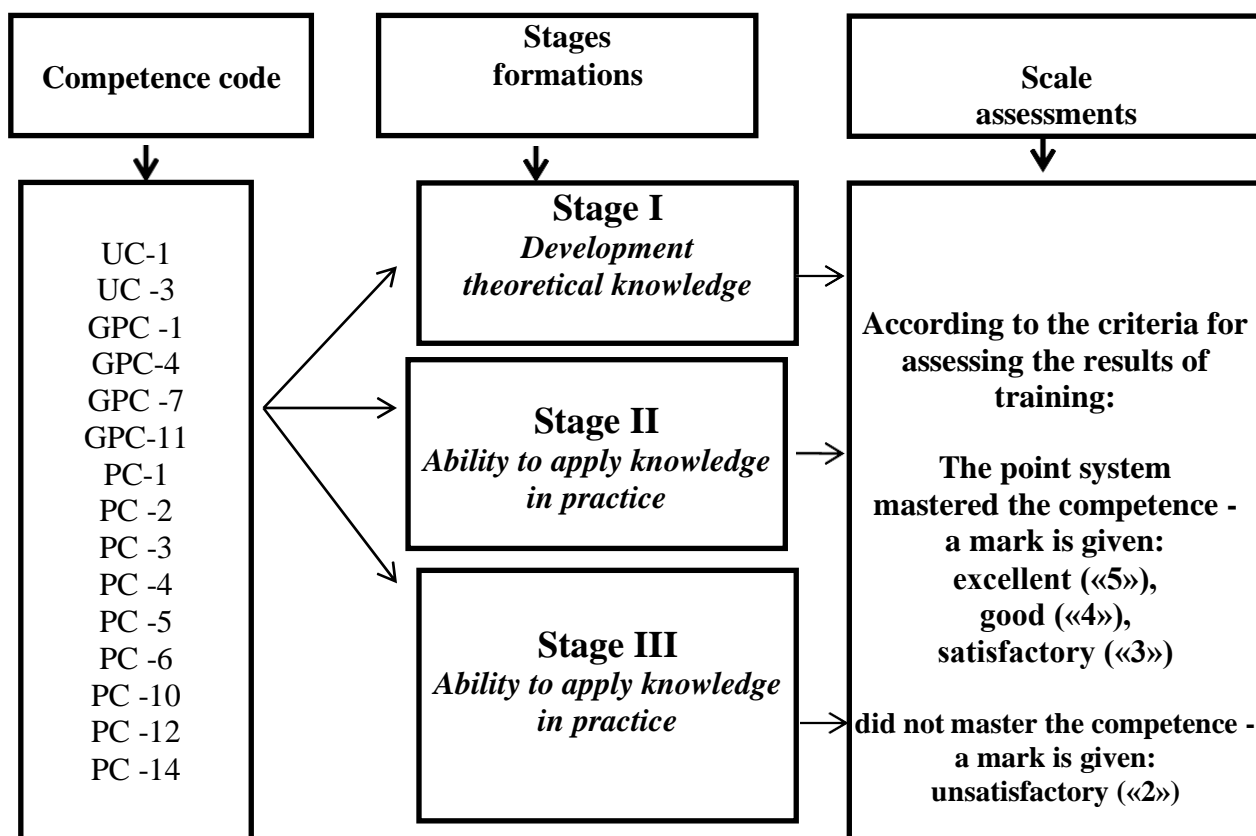 Competence code
Stages
formations
Scale
assessments
UC-1
UC -3
GPC -1
GPC-4
GPC -7
GPC-11
PC-1
PC -2
PC -3
PC -4
PC -5
PC -6
PC -10
PC -12
PC -14
Stage I
Development
theoretical knowledge
Stage II
Ability to apply knowledge
in practice
Stage III
Ability to apply knowledge
in practice
According to the criteria for
assessing the results of
training:
The point system
mastered the competence -
a mark is given:
excellent («5»),
good («4»),
satisfactory («3»)
did not master the competence -
a mark is given:
unsatisfactory («2»)